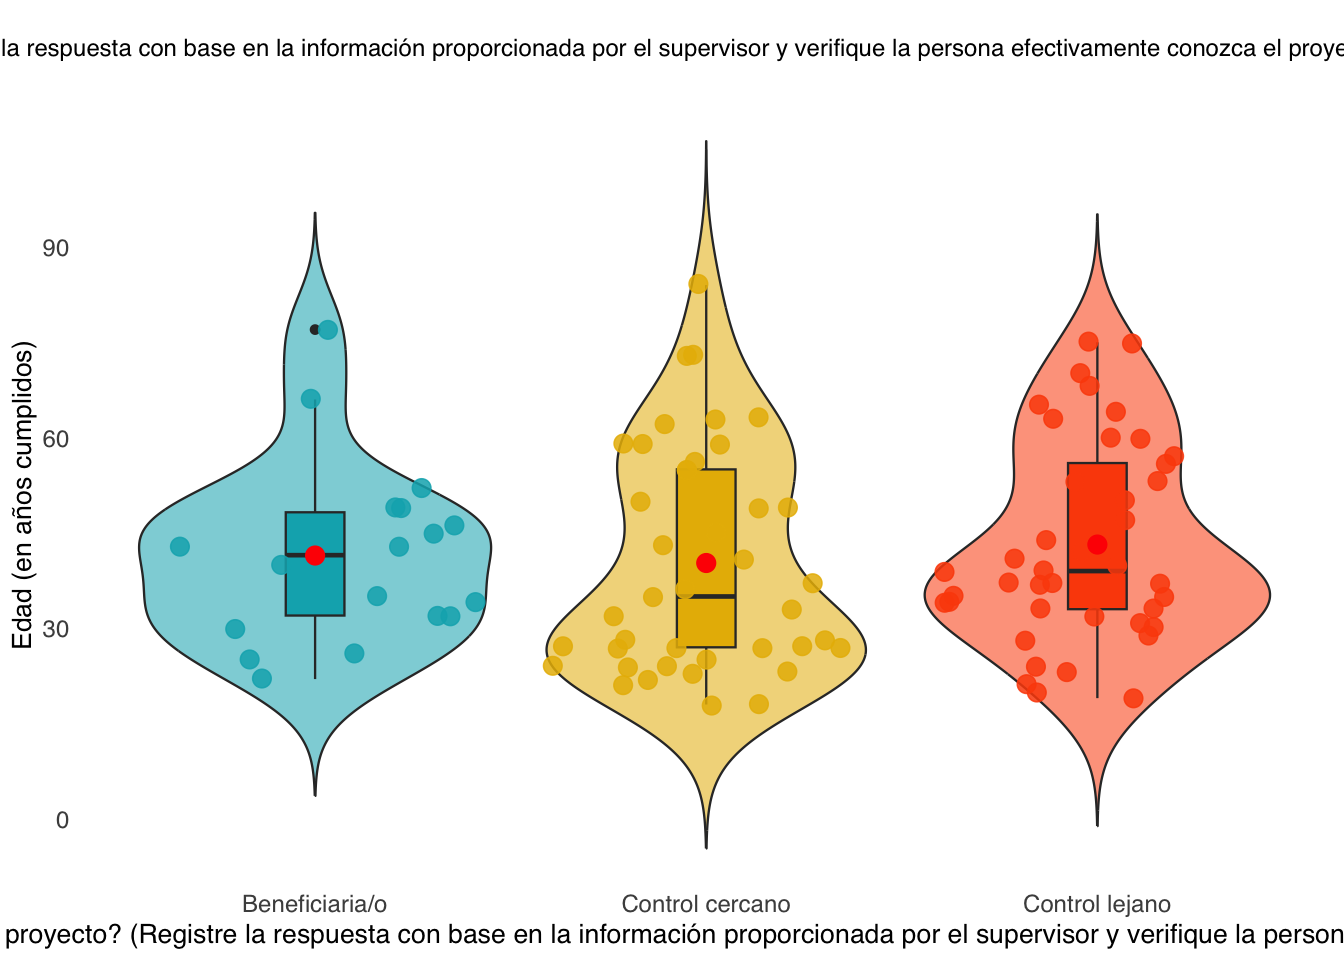 la respuesta con base en la información proporcionada por el supervisor y verifique la persona efectivamente conozca el proye
90
60
30
0
Edad (en años cumplidos)
Beneficiaria/o
Control cercano
Control lejano
proyecto? (Registre la respuesta con base en la información proporcionada por el supervisor y verifique la person